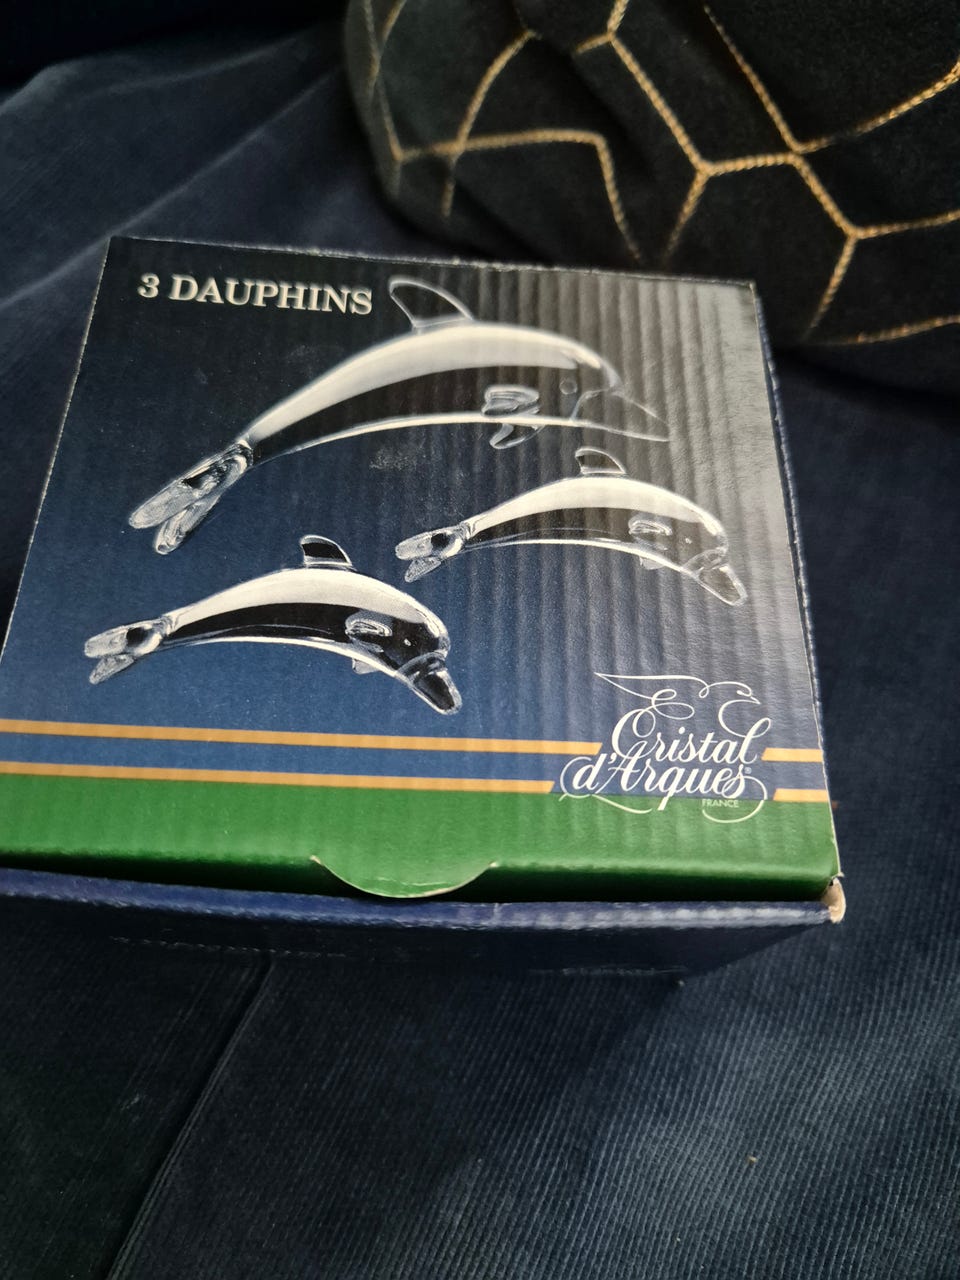 3 DAUPHINS
Cristal
d'Arques®
FRANCE